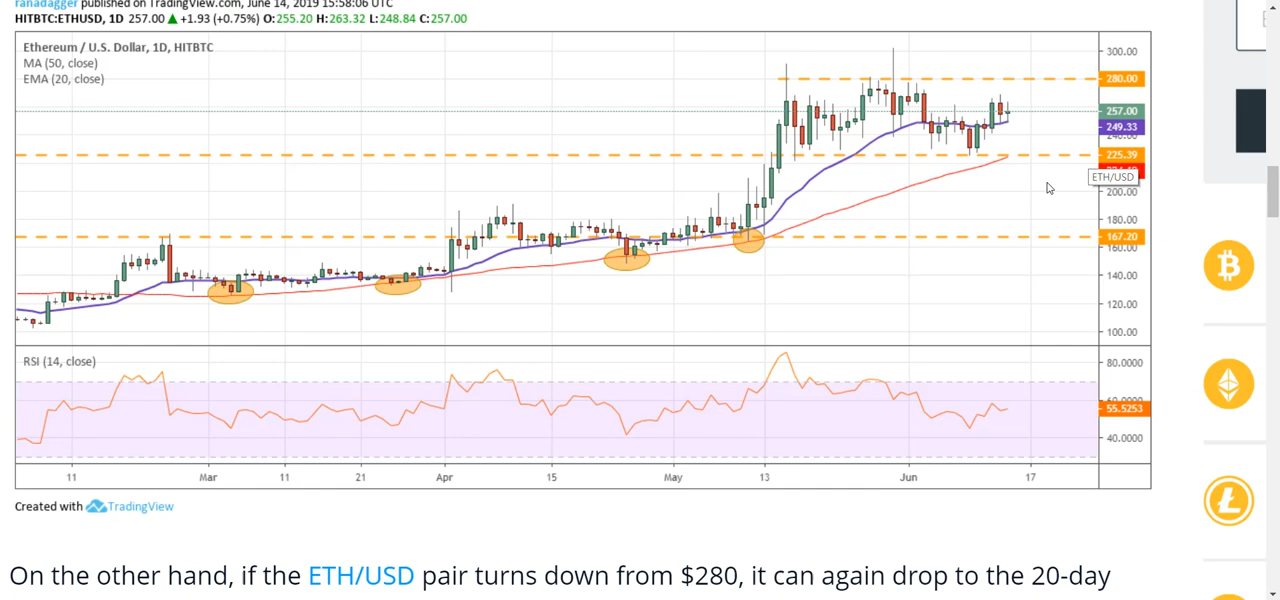 ranadagger published on TradingView.com, June 14, 2019 15:58:06 UTC
HITBTC:ETHUSD, 1D 257.00 ▲ +1.93 (+0.75%) O:255.20 H:263.32 L:248.84 C:257.00
Ethereum / U.S. Dollar, 1D, HITBTC
MA (50, close)
EMA (20, close)
300.00
280.00
257.00
249.33
240.00
225.39
ETH/USD
200.00
180.00
167.20
160.00
140.00
120.00
100.00
RSI (14, close)
80.0000
60.0000
55.5253
40.0000
11 Mar 11 21 Apr 15 May 13 Jun 17
Created with TradingView
On the other hand, if the ETH/USD pair turns down from $280, it can again drop to the 20-day